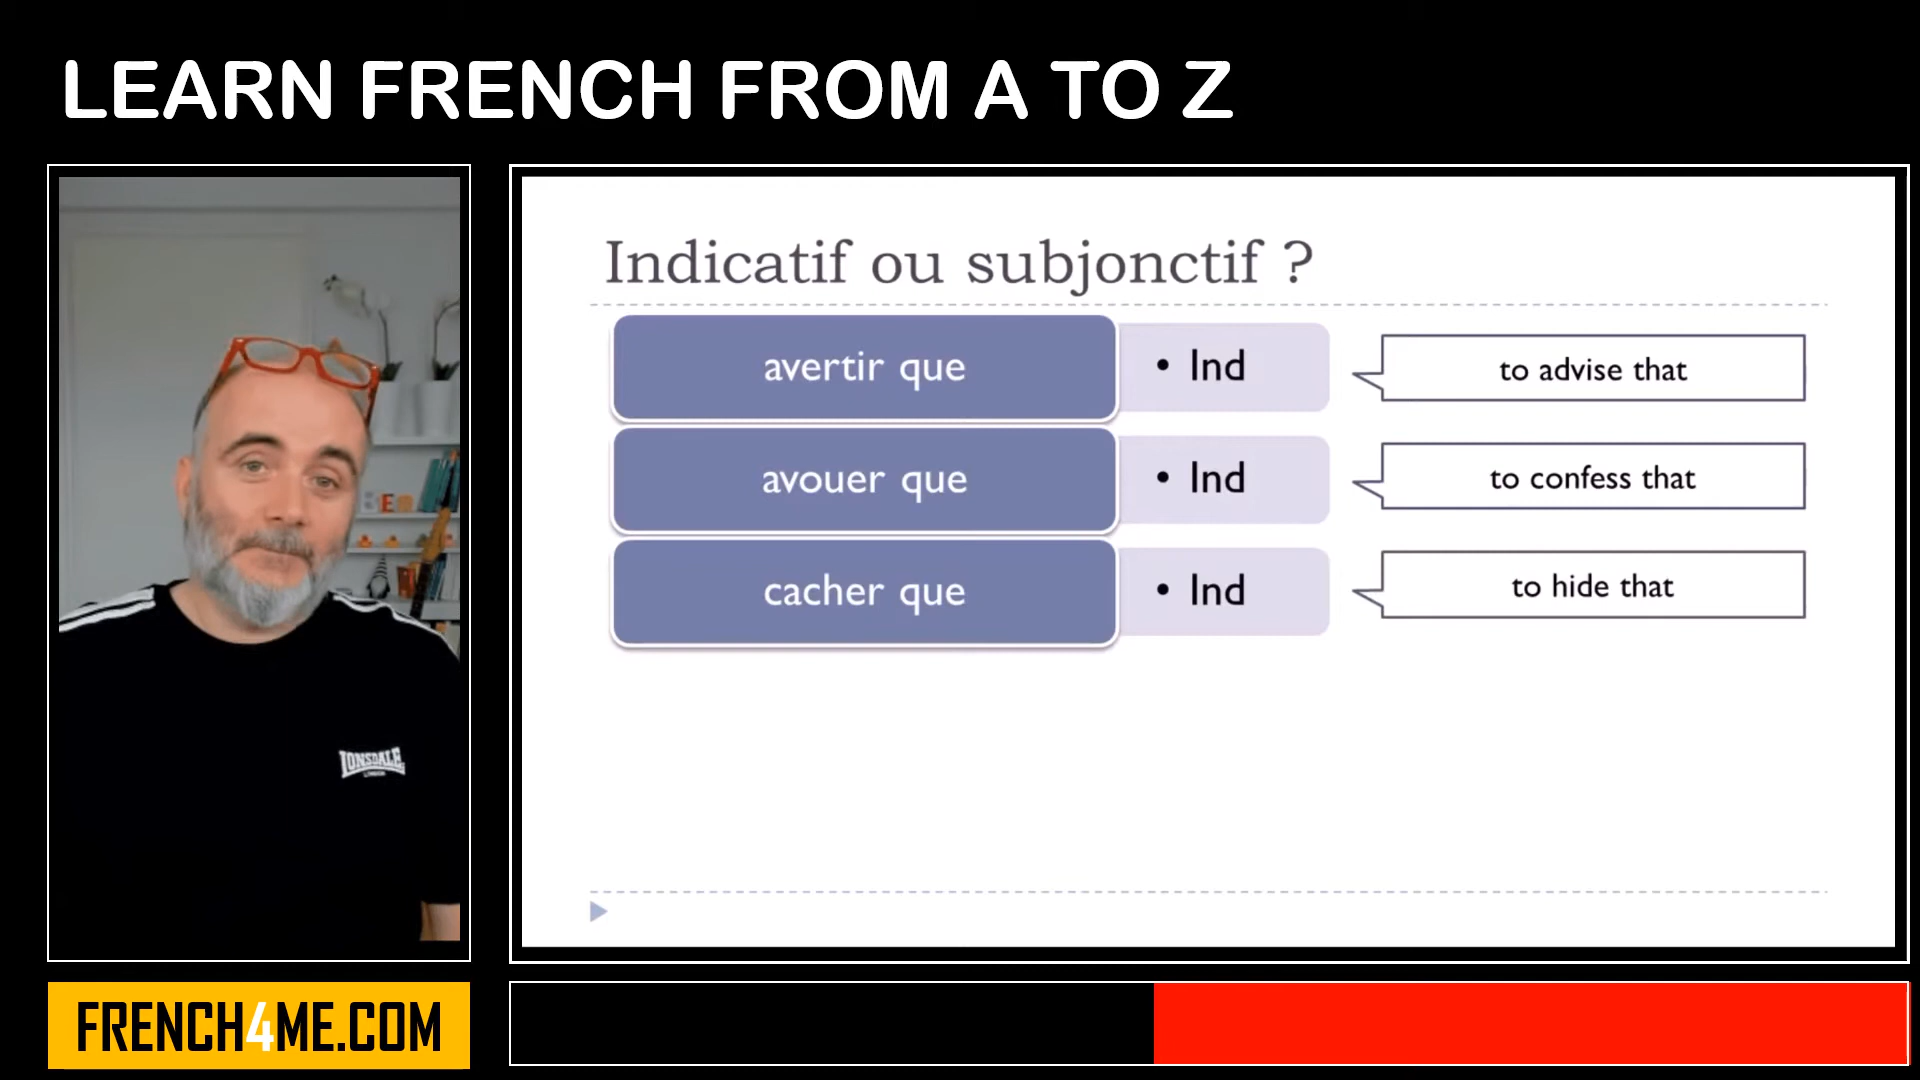 LEARN FRENCH FROM A TO Z
Indicatif ou subjonctif ?
avertir que
• Ind
to advise that
avouer que
• Ind
to confess that
cacher que
• Ind
to hide that
LONSDALE
LONDON
FRENCH4ME.COM